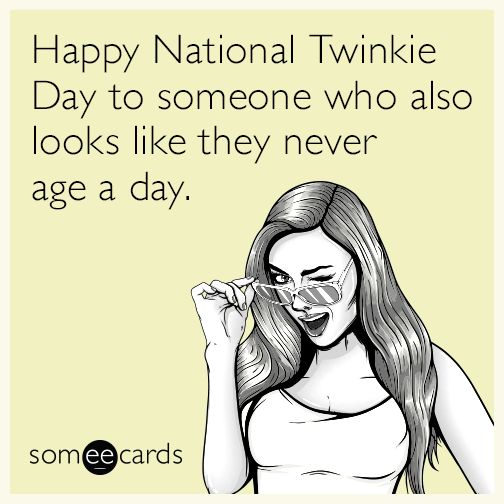 Happy National Twinkie
Day to someone who also
looks like they never
age a day.
someecards